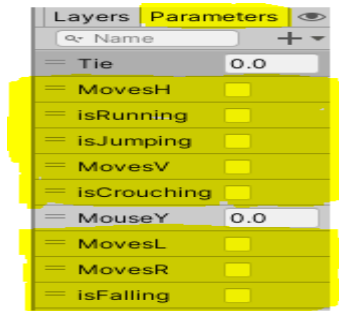 Layers Parameters
Name
Tie 0.0
MovesH
isRunning
isJumping
MovesV
isCrouching
MouseY 0.0
MovesL
MovesR
isFalling